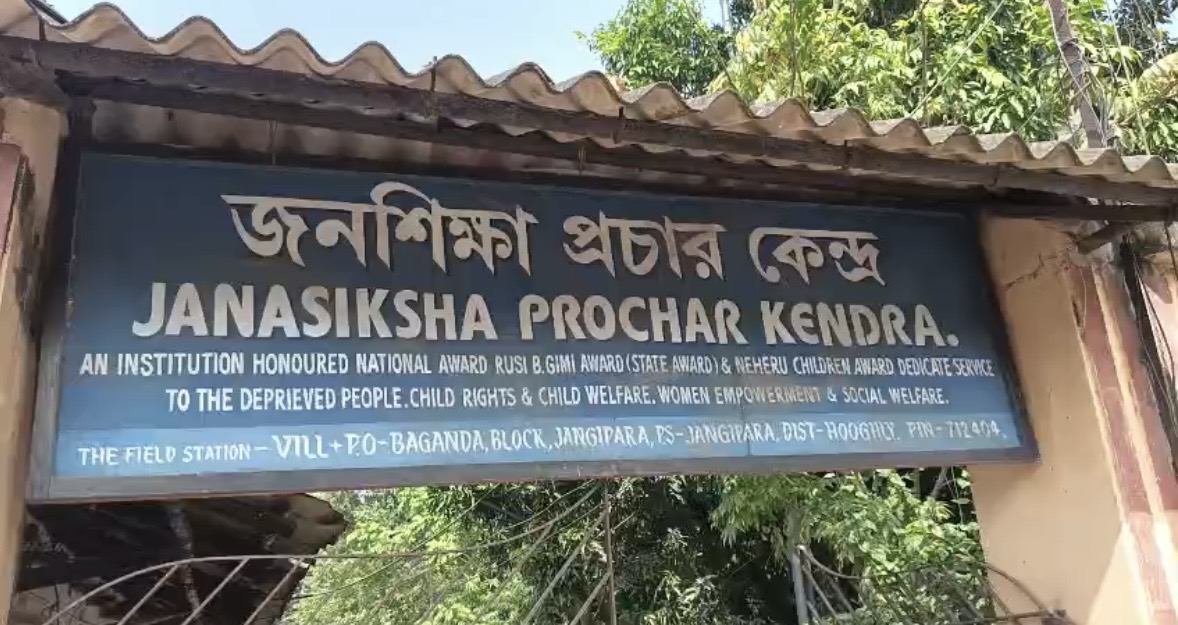 জনশিক্ষা প্রচার কেন্দ্র
JANASIKSHA PROCHAR KENDRA.
AN INSTITUTION HONOURED NATIONAL AWARD RUSI B.GIMI AWARD (STATE AWARD) & NEHERU CHILDREN AWARD DEDICATE SERVICE
TO THE DEPRIEVED PEOPLE. CHILD RIGHTS & CHILD WELFARE. WOMEN EMPOWERMENT & SOCIAL WELFARE.
THE FIELD STATION - VILL + P.O - BAGANDA, BLOCK, JANGIPARA, P.S - JANGIPARA. DIST - HOOGHLY. PIN - 712404.